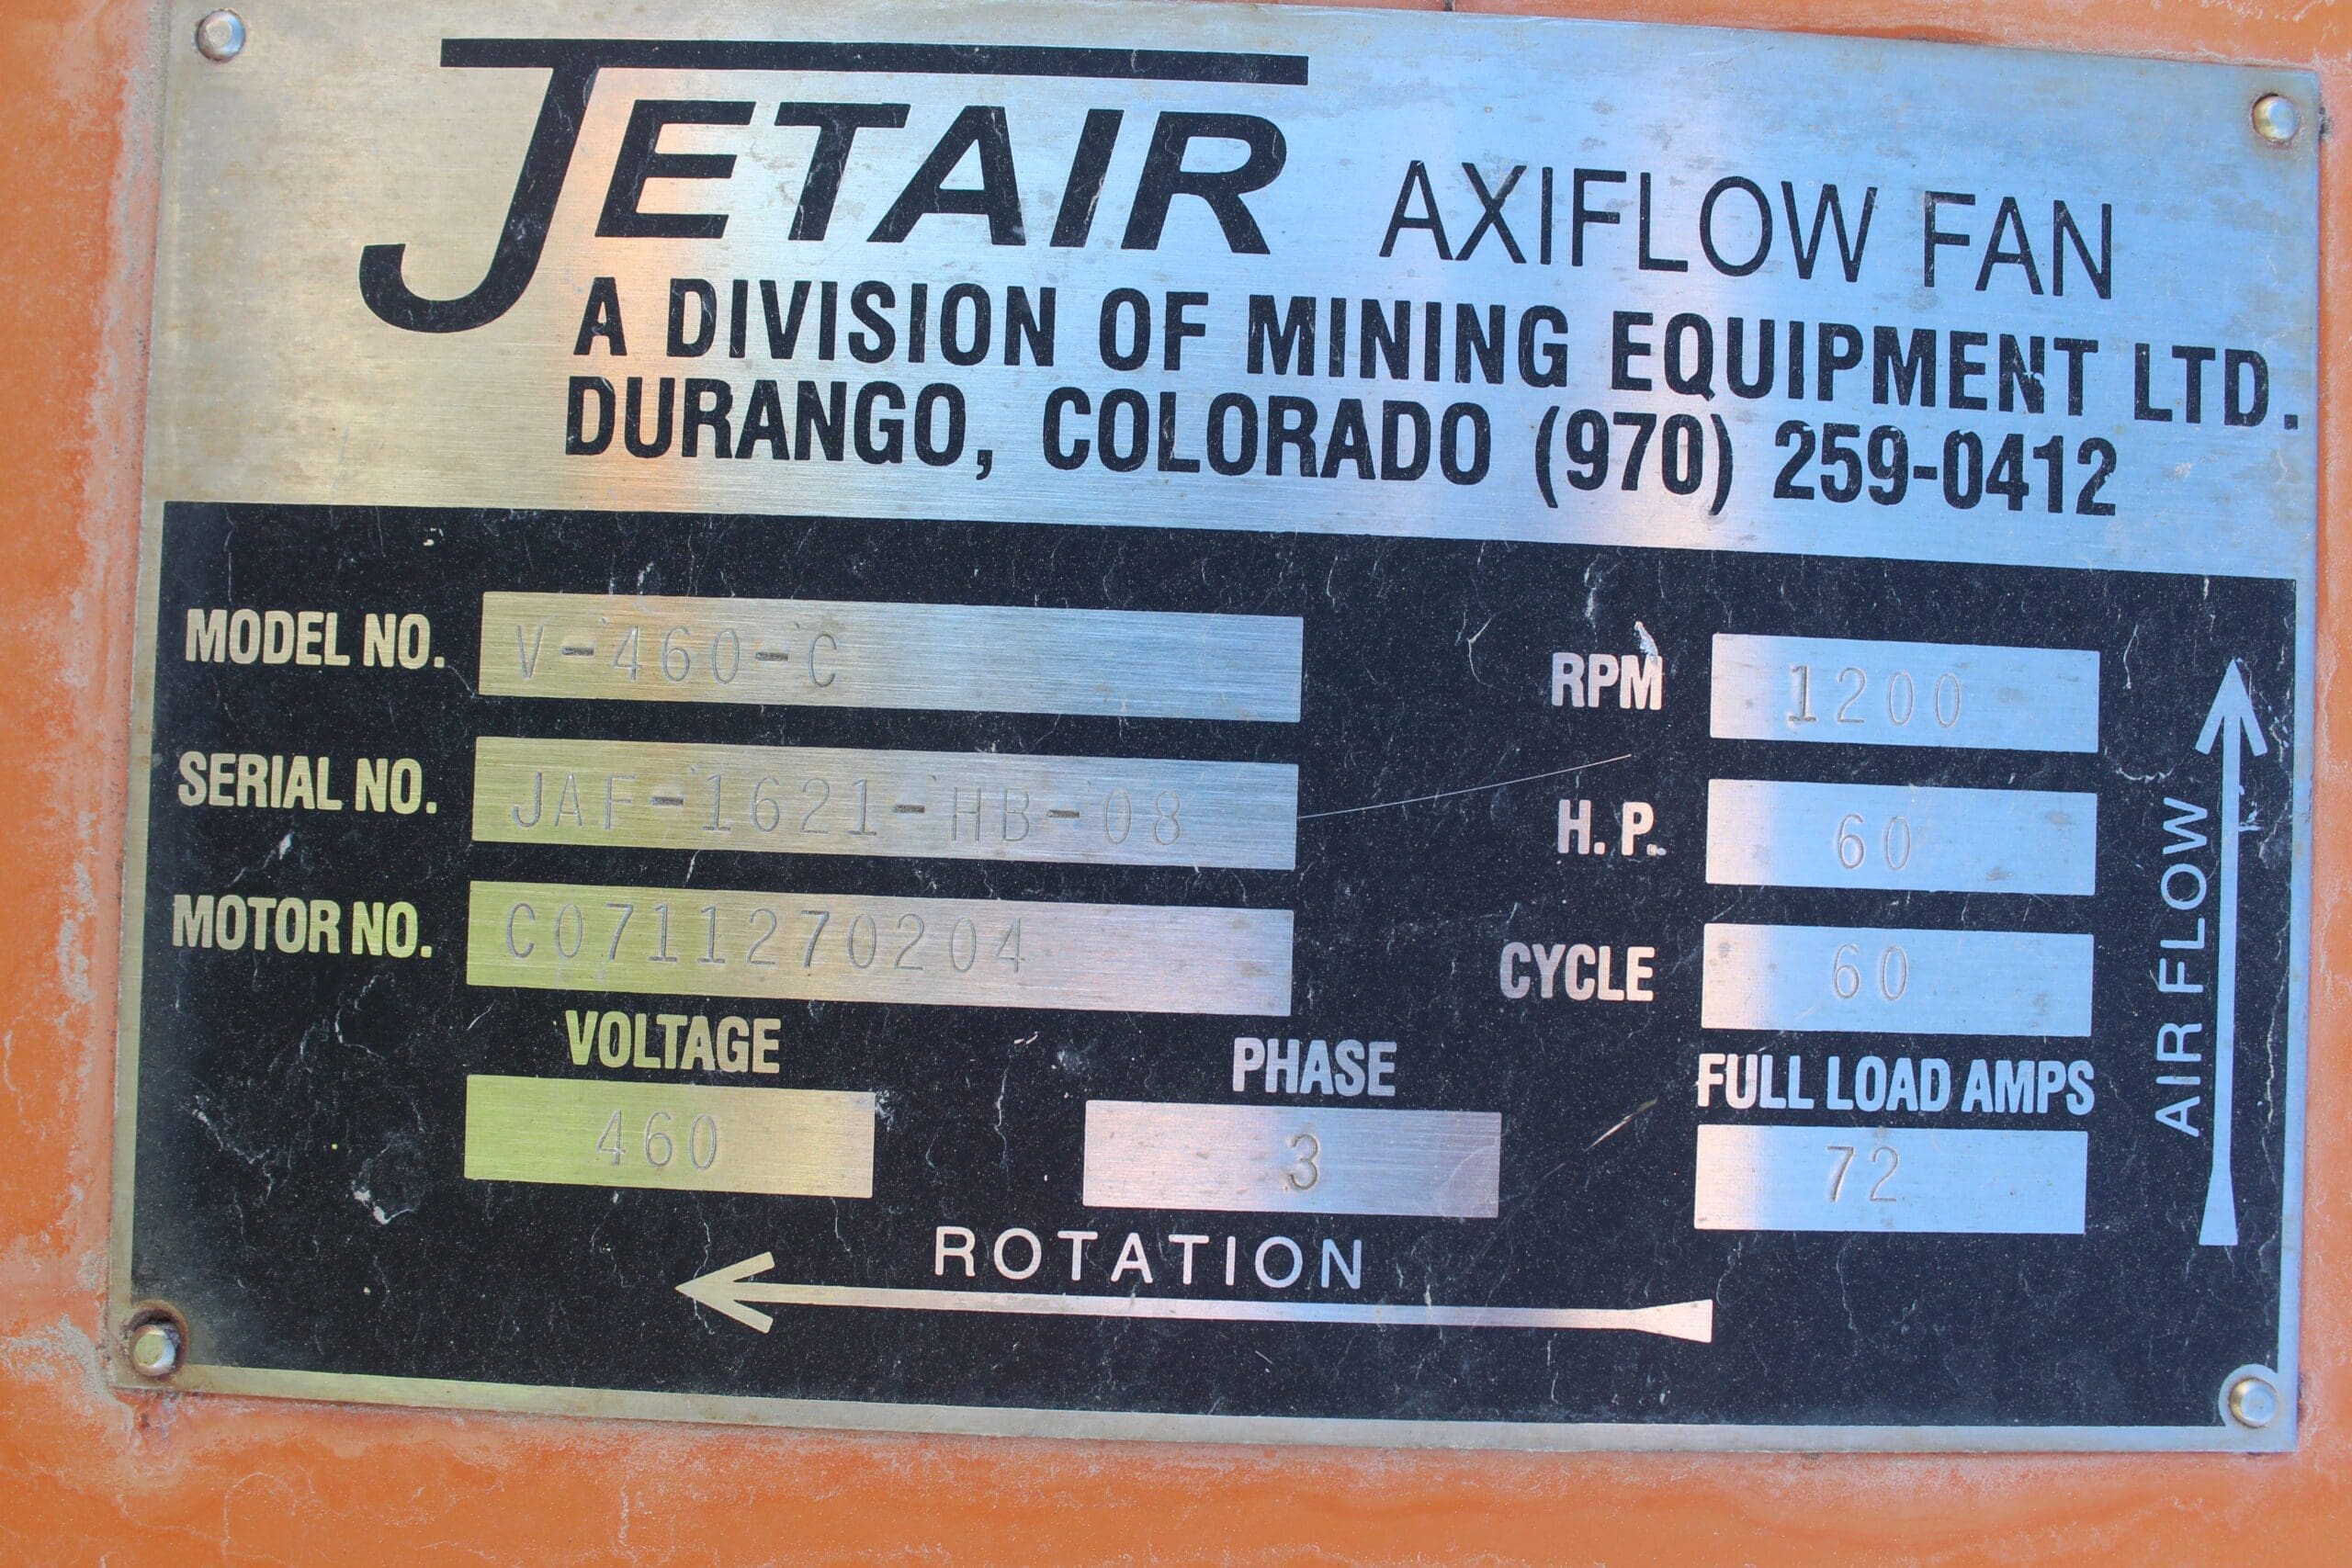 JETAIR AXIFLOW FAN
A DIVISION OF MINING EQUIPMENT LTD.
DURANGO, COLORADO (970) 259-0412
MODEL NO. V-460-C
RPM 1200
SERIAL NO. JAF-1621-HB-08
H.P. 60
MOTOR NO. C0711270204
CYCLE 60
VOLTAGE 460
PHASE 3
FULL LOAD AMPS 72
ROTATION
AIR FLOW